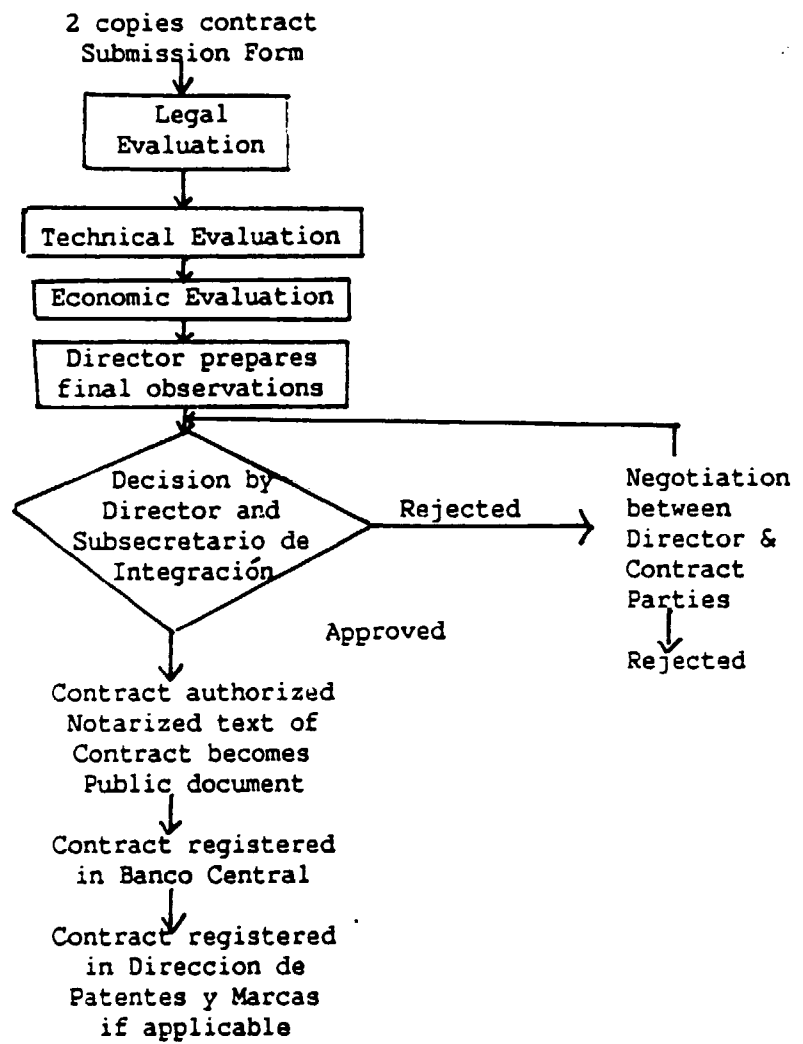 2 copies contract
Submission Form
Legal
Evaluation
Technical Evaluation
Economic Evaluation
Director prepares
final observations
Decision by
Director and
Subsecretario de
Integración
Rejected
Negotiation
between
Director &
Contract
Parties
Rejected
Approved
Contract authorized
Notarized text of
Contract becomes
Public document
Contract registered
in Banco Central
Contract registered
in Direccion de
Patentes y Marcas
if applicable